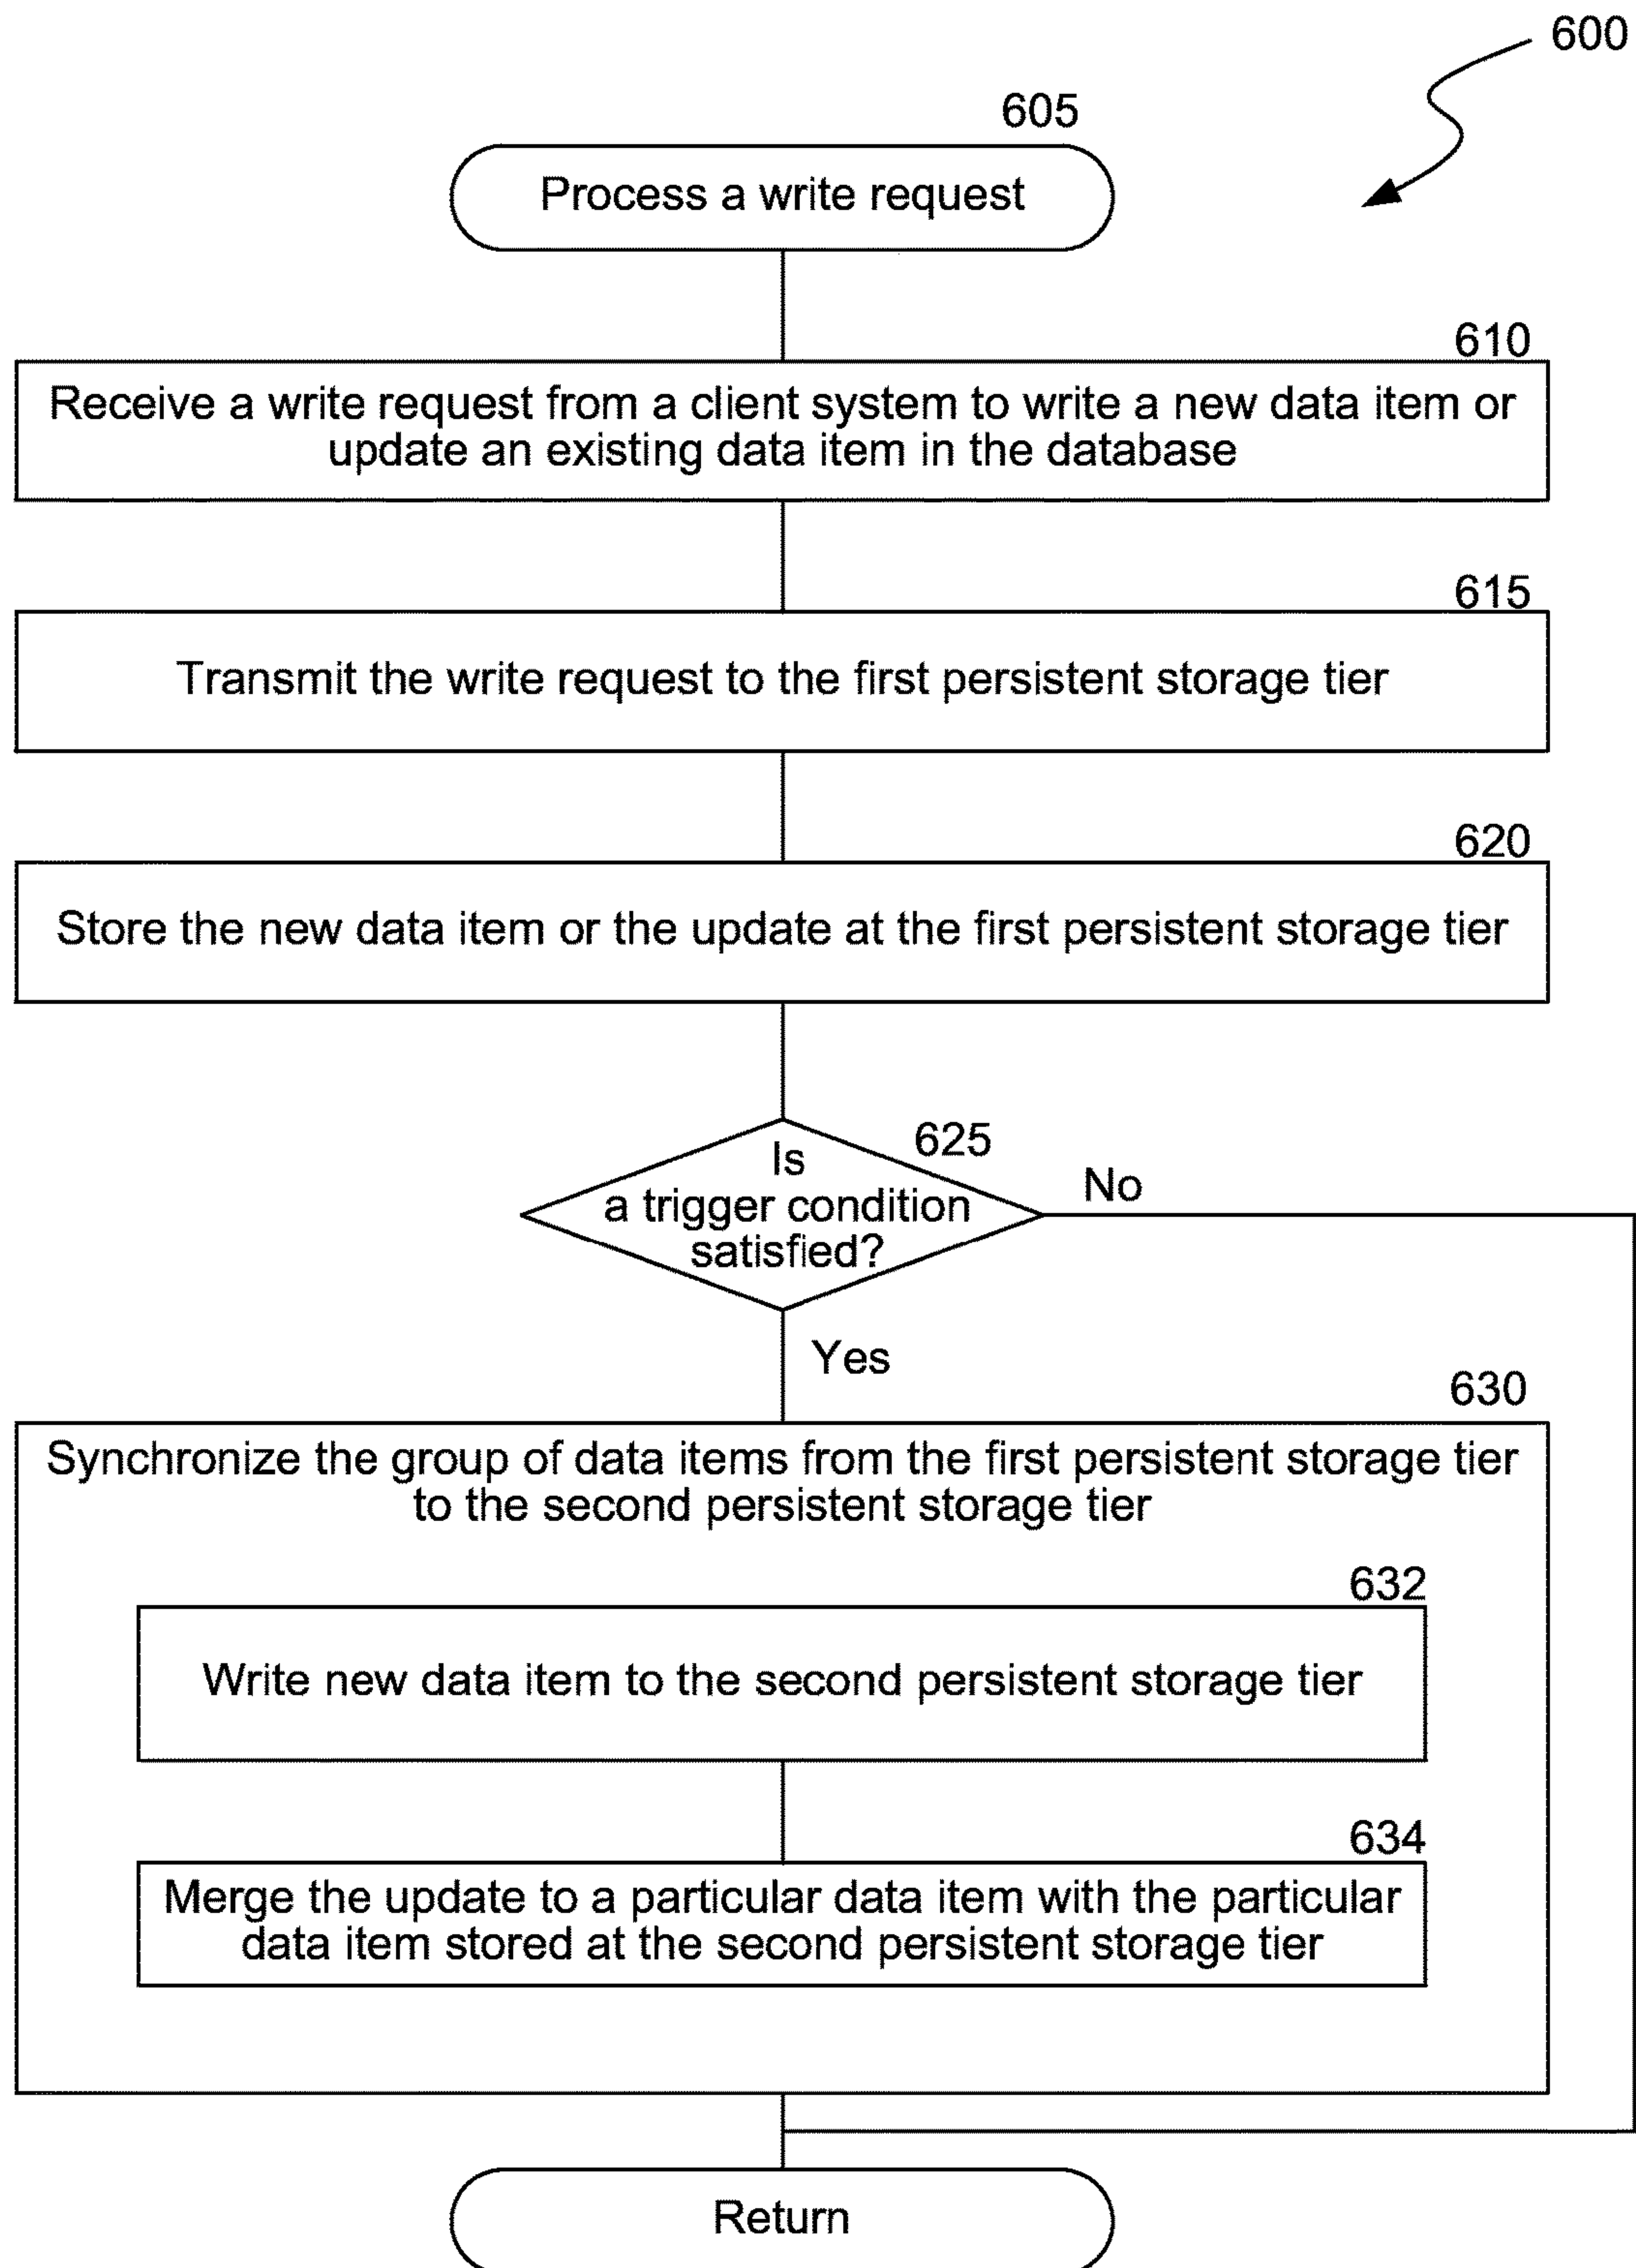 600
605
Process a write request
610
Receive a write request from a client system to write a new data item or
update an existing data item in the database
615
Transmit the write request to the first persistent storage tier
620
Store the new data item or the update at the first persistent storage tier
625
Is
a trigger condition
satisfied?
No
Yes
630
Synchronize the group of data items from the first persistent storage tier
to the second persistent storage tier
632
Write new data item to the second persistent storage tier
634
Merge the update to a particular data item with the particular
data item stored at the second persistent storage tier
Return